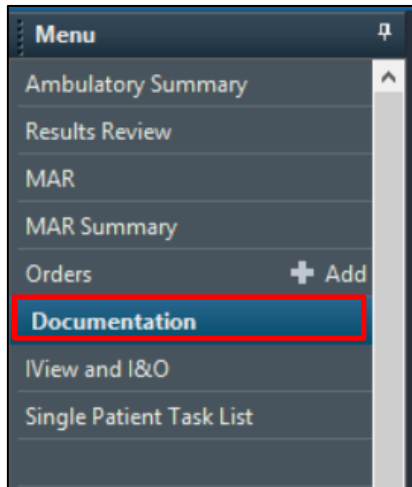 Menu
Ambulatory Summary
Results Review
MAR
MAR Summary
Orders + Add
Documentation
IView and I&O
Single Patient Task List